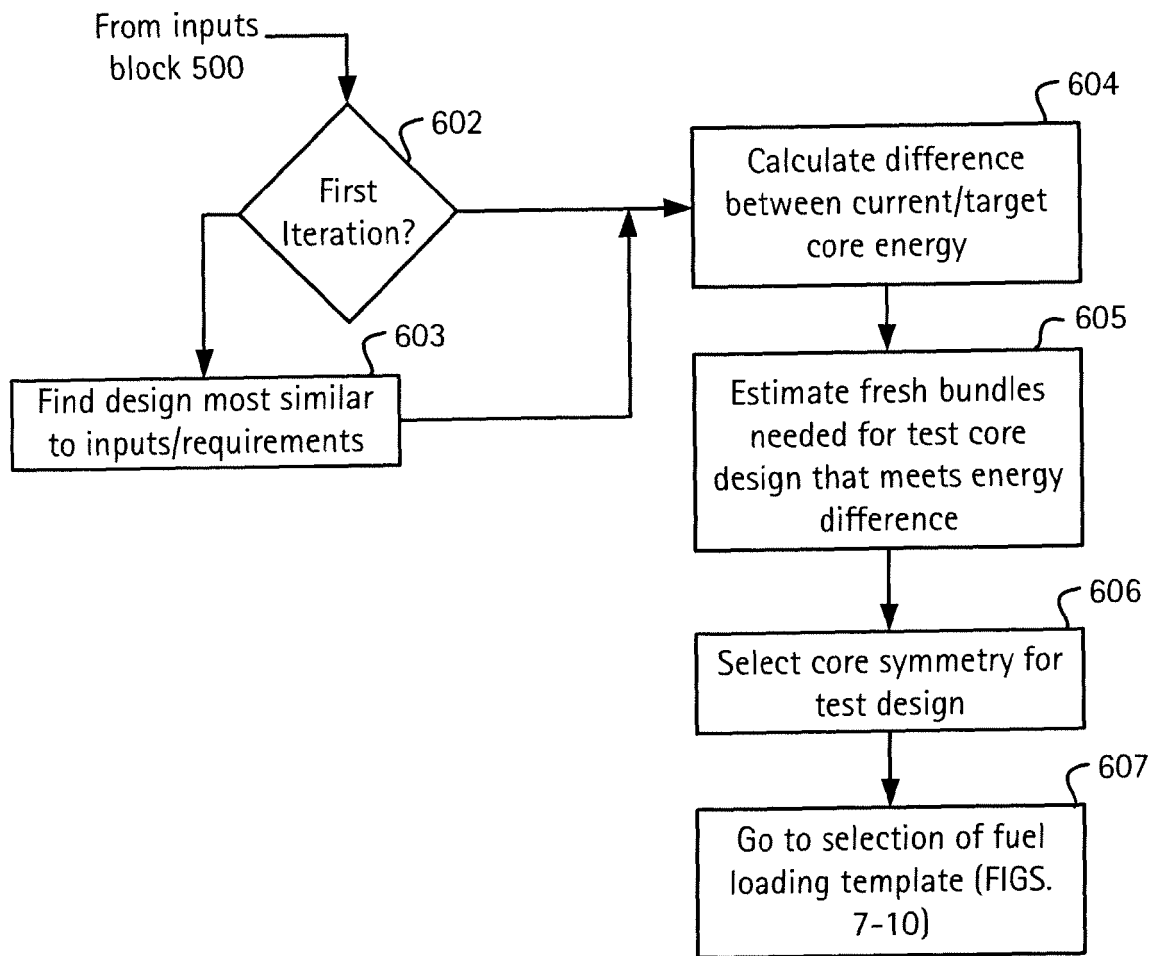 From inputs
block 500
602
First
Iteration?
603
Find design most similar
to inputs/requirements
604
Calculate difference
between current/target
core energy
605
Estimate fresh bundles
needed for test core
design that meets energy
difference
606
Select core symmetry for
test design
607
Go to selection of fuel
loading template (FIGS.
7-10)